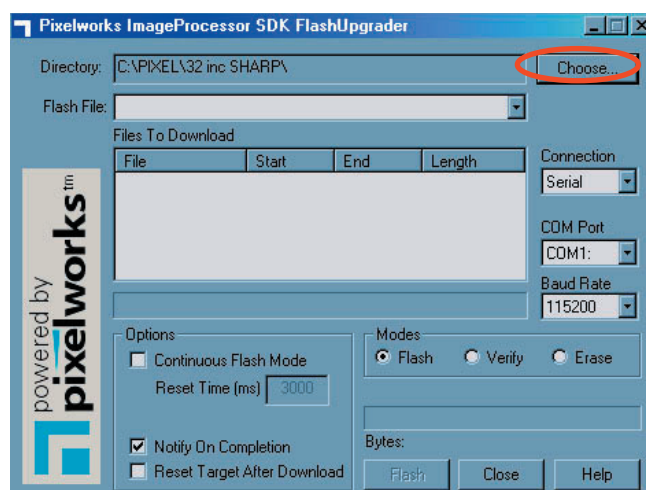 Pixelworks ImageProcessor SDK FlashUpgrader
Directory: C:\PIXEL\32 inc SHARP\ Choose...
Flash File:
Files To Download
File Start End Length
Connection
Serial
COM Port
COM1:
Baud Rate
115200
powered by
pixelworks™
Options
Continuous Flash Mode
Reset Time (ms) 3000
Notify On Completion
Reset Target After Download
Modes
Flash Verify Erase
Bytes:
Flash Close Help